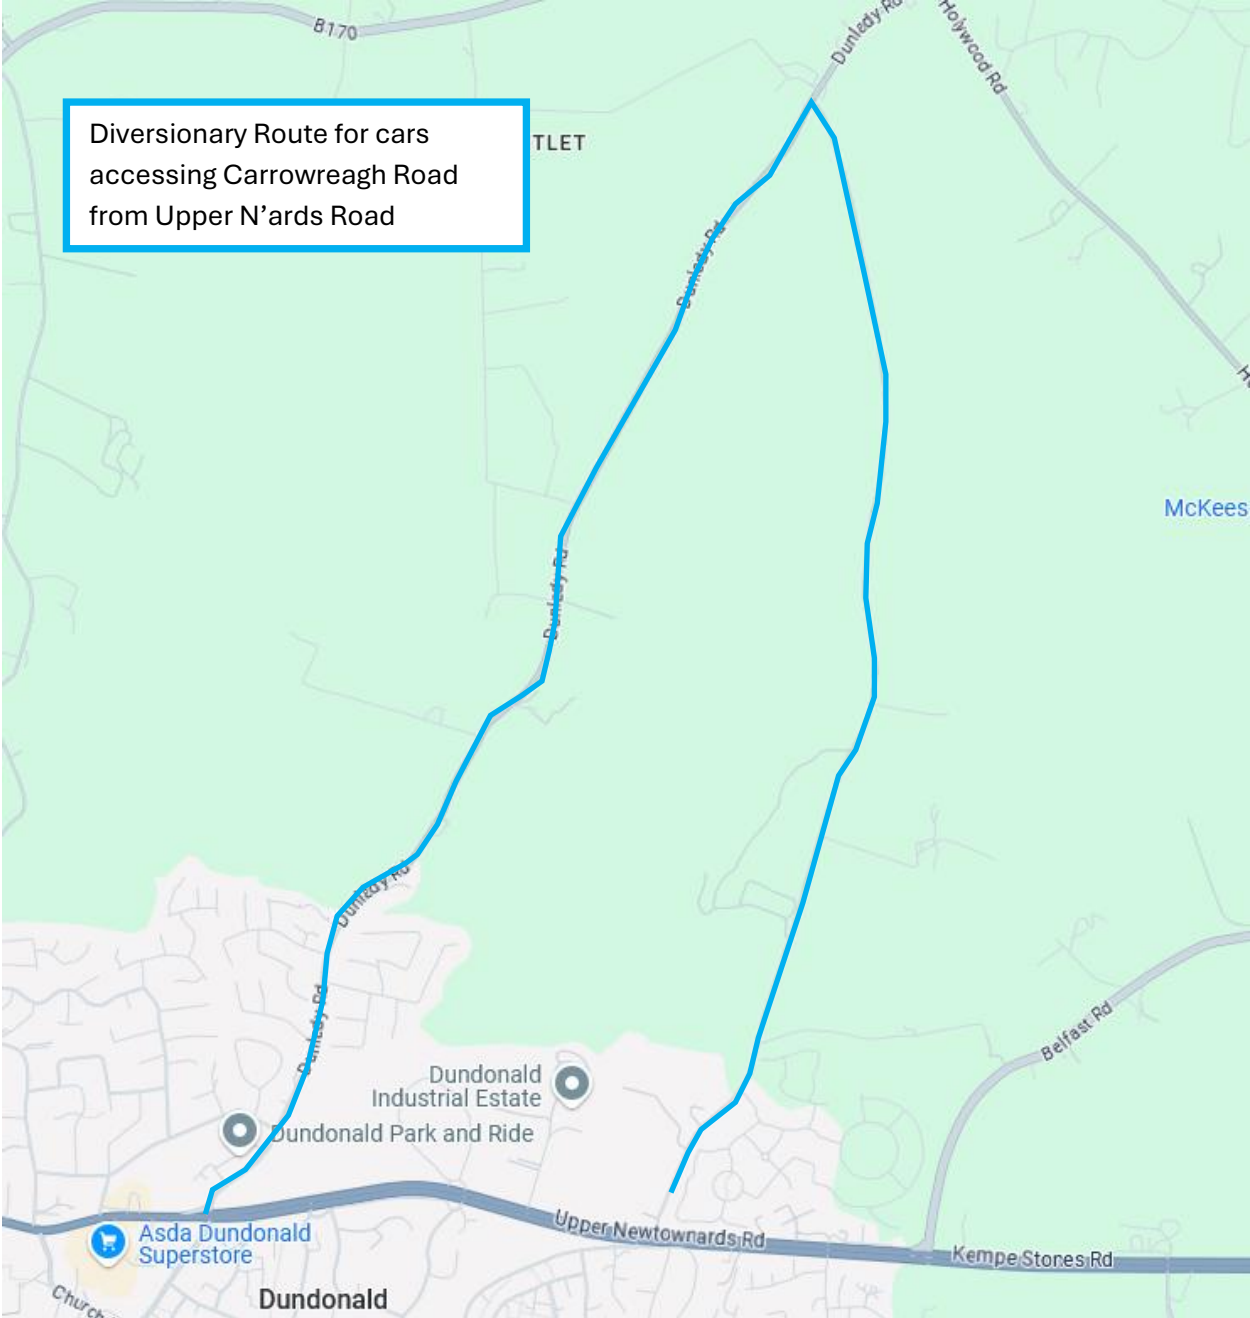 B170
Dunlady Rd
Holywood Rd
Diversionary Route for cars
accessing Carrowreagh Road
from Upper N’ards Road
TLET
Dunlady Rd
McKees
Dunlady Rd
Dunlady Rd
Dunlady Rd
Belfast Rd
Dundonald
Industrial Estate
Dundonald Park and Ride
Upper Newtownards Rd
Asda Dundonald
Superstore
Kempe Stones Rd
Church
Dundonald